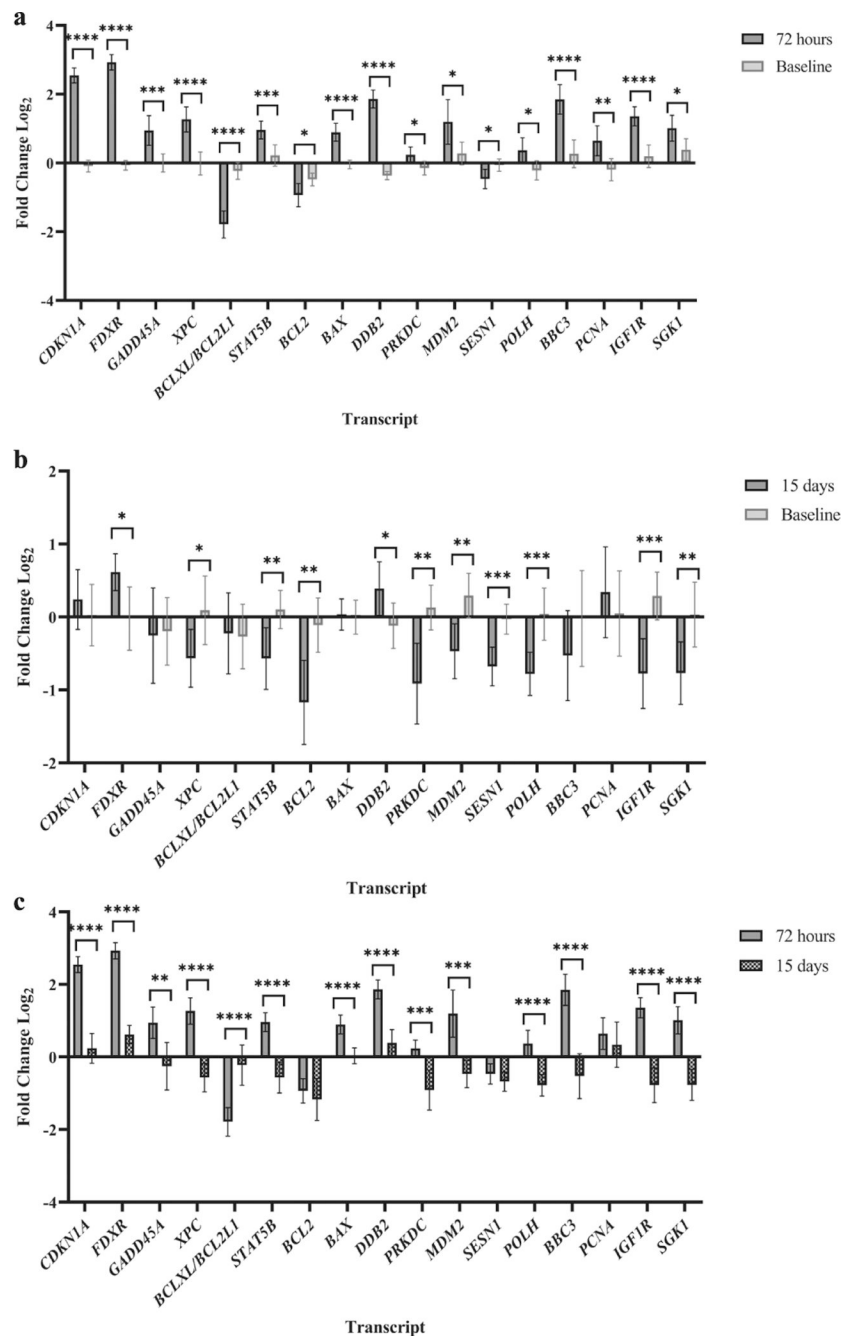 a
**** **** *** **** **** *** * **** **** * * * * **** ** **** *
72 hours
Baseline
Fold Change Log2
4
2
0
-2
-4
CDKN1A FDXR GADD45A XPC BCLXL/BCL2L1 STAT5B BCL2 BAX DDB2 PRKDC MDM2 SESN1 POLH BBC3 PCNA IGF1R SGK1
Transcript
b
* * ** ** * ** ** *** *** *** **
15 days
Baseline
Fold Change Log2
2
1
0
-1
-2
CDKN1A FDXR GADD45A XPC BCLXL/BCL2L1 STAT5B BCL2 BAX DDB2 PRKDC MDM2 SESN1 POLH BBC3 PCNA IGF1R SGK1
Transcript
c
**** **** ** **** **** **** **** **** *** *** **** **** **** ****
72 hours
15 days
Fold Change Log2
4
2
0
-2
-4
CDKN1A FDXR GADD45A XPC BCLXL/BCL2L1 STAT5B BCL2 BAX DDB2 PRKDC MDM2 SESN1 POLH BBC3 PCNA IGF1R SGK1
Transcript